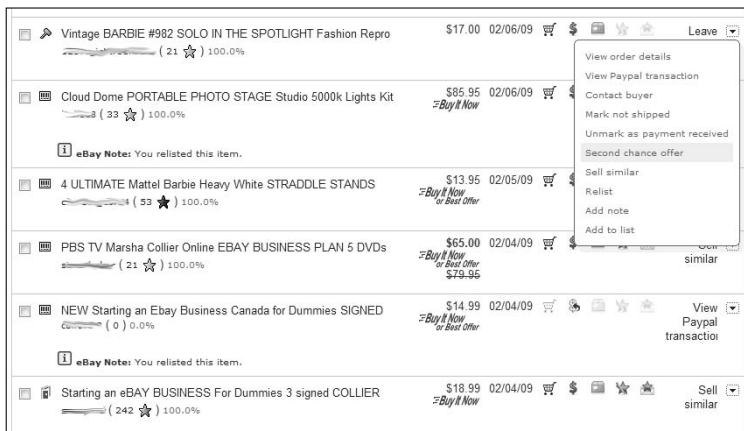 Vintage BARBIE #982 SOLO IN THE SPOTLIGHT Fashion Repro $17.00 02/06/09 $ Leave
( 21 ) 100.0%
View order details
View Paypal transaction
Contact buyer
Mark not shipped
Unmark as payment received
Second chance offer
Sell similar
Relist
Add note
Add to list
Cloud Dome PORTABLE PHOTO STAGE Studio 5000k Lights Kit $85.95 02/06/09
( 33 ) 100.0% Buy It Now
i eBay Note: You relisted this item.
4 ULTIMATE Mattel Barbie Heavy White STRADDLE STANDS $13.95 02/05/09
( 53 ) 100.0% Buy It Now
or Best Offer
PBS TV Marsha Collier Online EBAY BUSINESS PLAN 5 DVDs $65.00 02/04/09
( 21 ) 100.0% Buy It Now similar
or Best Offer
$79.95
NEW Starting an Ebay Business Canada for Dummies SIGNED $14.99 02/04/09 View
( 0 ) 0.0% Buy It Now Paypal
or Best Offer transaction
i eBay Note: You relisted this item.
Starting an eBAY BUSINESS For Dummies 3 signed COLLIER $18.99 02/04/09 $ Sell
( 242 ) 100.0% Buy It Now similar